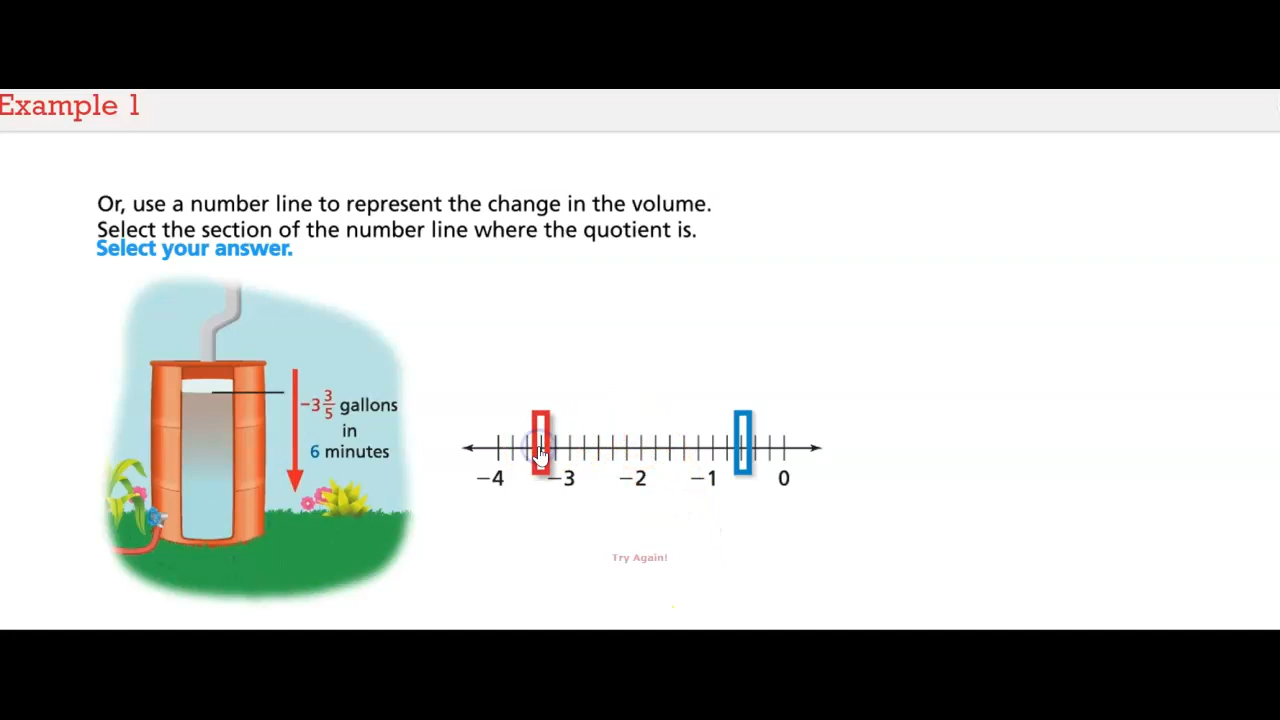 Example 1
Or, use a number line to represent the change in the volume.
Select the section of the number line where the quotient is.
Select your answer.
−3 3/5 gallons
in
6 minutes
−4 −3 −2 −1 0
Try Again!